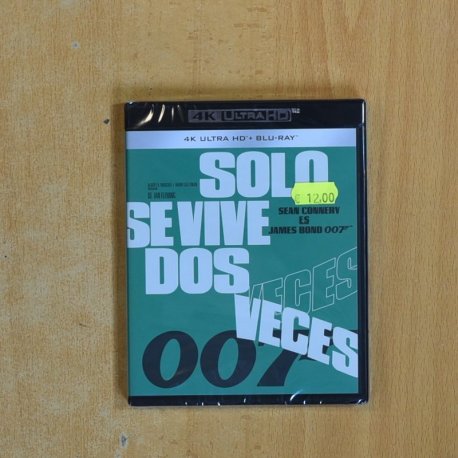 4K ULTRA HD
4K ULTRA HD + BLU-RAY
SOLO
SE VIVE
DOS
VECES
VECES
€ 12,00
SEAN CONNERY
ES
JAMES BOND 007
007